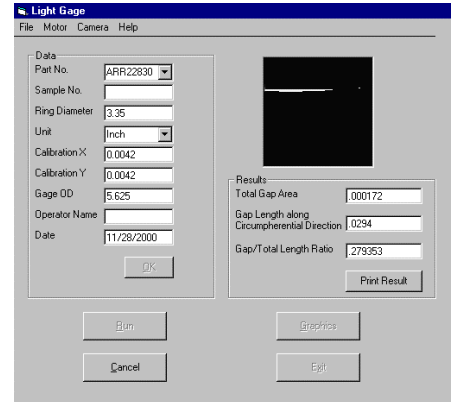 Light Gage
File Motor Camera Help
Data
Part No. ARR22830
Sample No.
Ring Diameter 3.35
Unit Inch
Calibration X 0.0042
Calibration Y 0.0042
Gage OD 5.625
Operator Name
Date 11/28/2000
OK
Results
Total Gap Area .000172
Gap Length along
Circumpherential Direction .0294
Gap/Total Length Ratio .279353
Print Result
Run
Graphics
Cancel
Exit